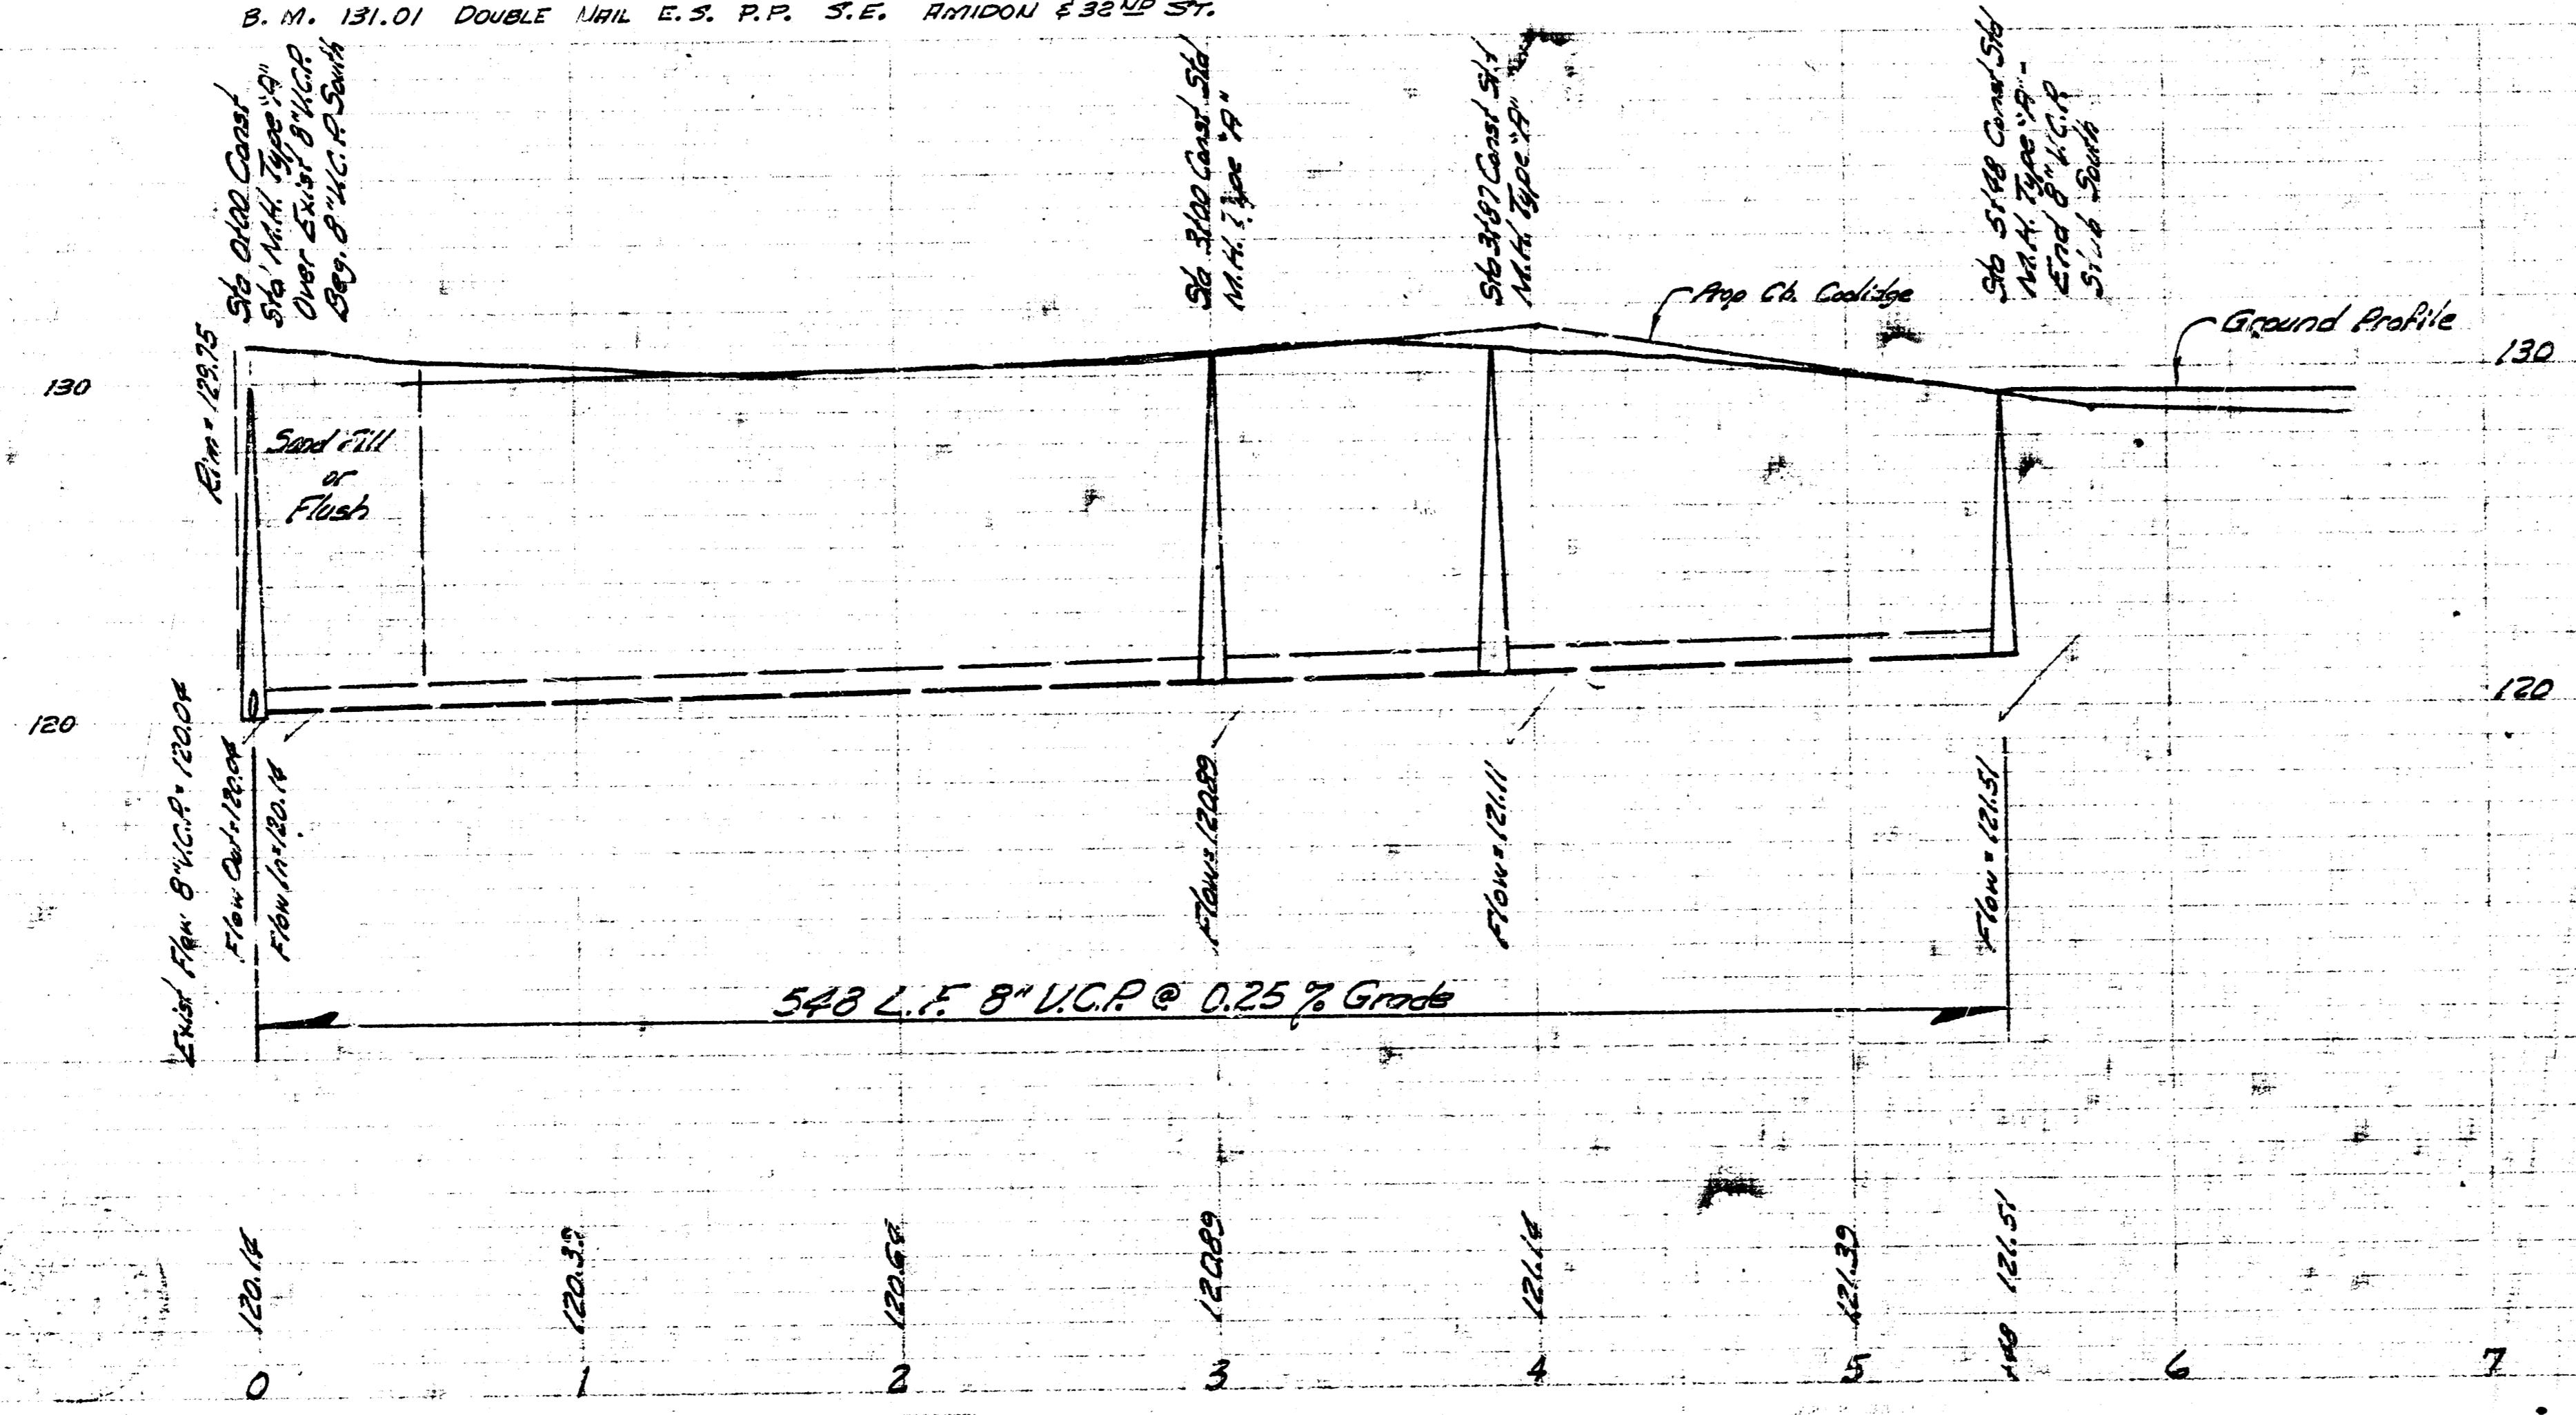 B. M. 131.01 DOUBLE NAIL E.S. P.P. S.E. AMIDON & 32ND ST.
Sta 0+00 Const
Std M.H. Type "A"
Over Exist 8" V.C.P.
Beg. 8" V.C.P. South
Sta 3+00 Const Std
M.H. Type "A"
Sta 3+87 Const Std
M.H. Type "A"
Sta 5+48 Const Std
M.H. Type "A" -
End 8" V.C.P.
Stub South
Prop Cb. Coolidge
Ground Profile
Rim = 129.75
130
130
Sand Fill
or
Flush
120
120
Exist Flow 8" V.C.P. = 120.04
Flow Out = 120.04
Flow In = 120.14
Flow = 120.89
Flow = 121.11
Flow = 121.51
548 L.F. 8" V.C.P. @ 0.25 % Grade
120.14
120.39
120.64
120.89
121.14
121.39
121.51
0
1
2
3
4
5
+48
6
7